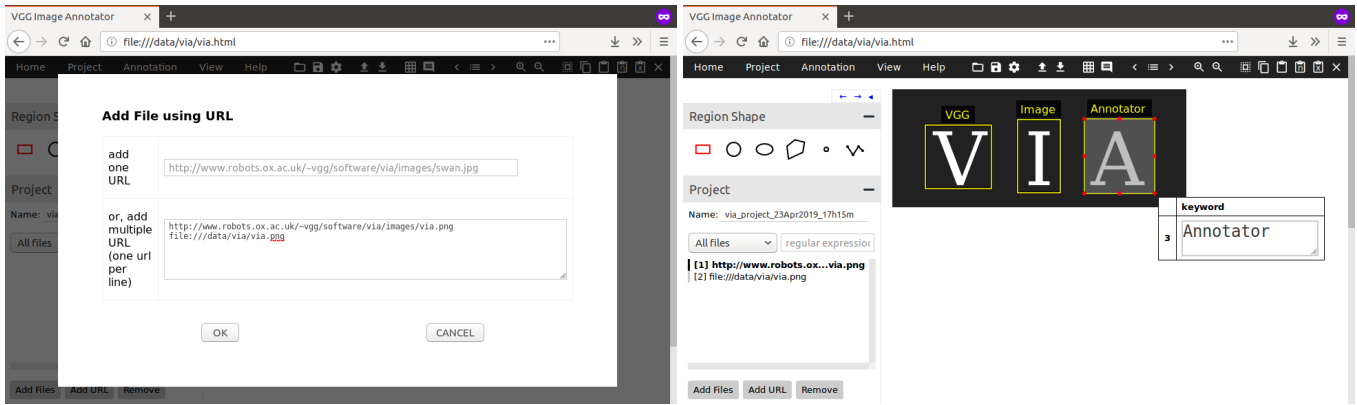 VGG Image Annotator
file:///data/via/via.html
Home Project Annotation View Help
Region S
Project
Name: via
All files
Add Files Add URL Remove
Add File using URL
add
one
URL
http://www.robots.ox.ac.uk/~vgg/software/via/images/swan.jpg
or, add
multiple
URL
(one url
per
line)
http://www.robots.ox.ac.uk/~vgg/software/via/images/via.png
file:///data/via/via.png
OK CANCEL
VGG Image Annotator
file:///data/via/via.html
Home Project Annotation View Help
Region Shape
Project
Name: via_project_23Apr2019_17h15m
All files regular expression
[1] http://www.robots.ox...via.png
[2] file:///data/via/via.png
Add Files Add URL Remove
VGG Image Annotator
V I A
keyword
3 Annotator